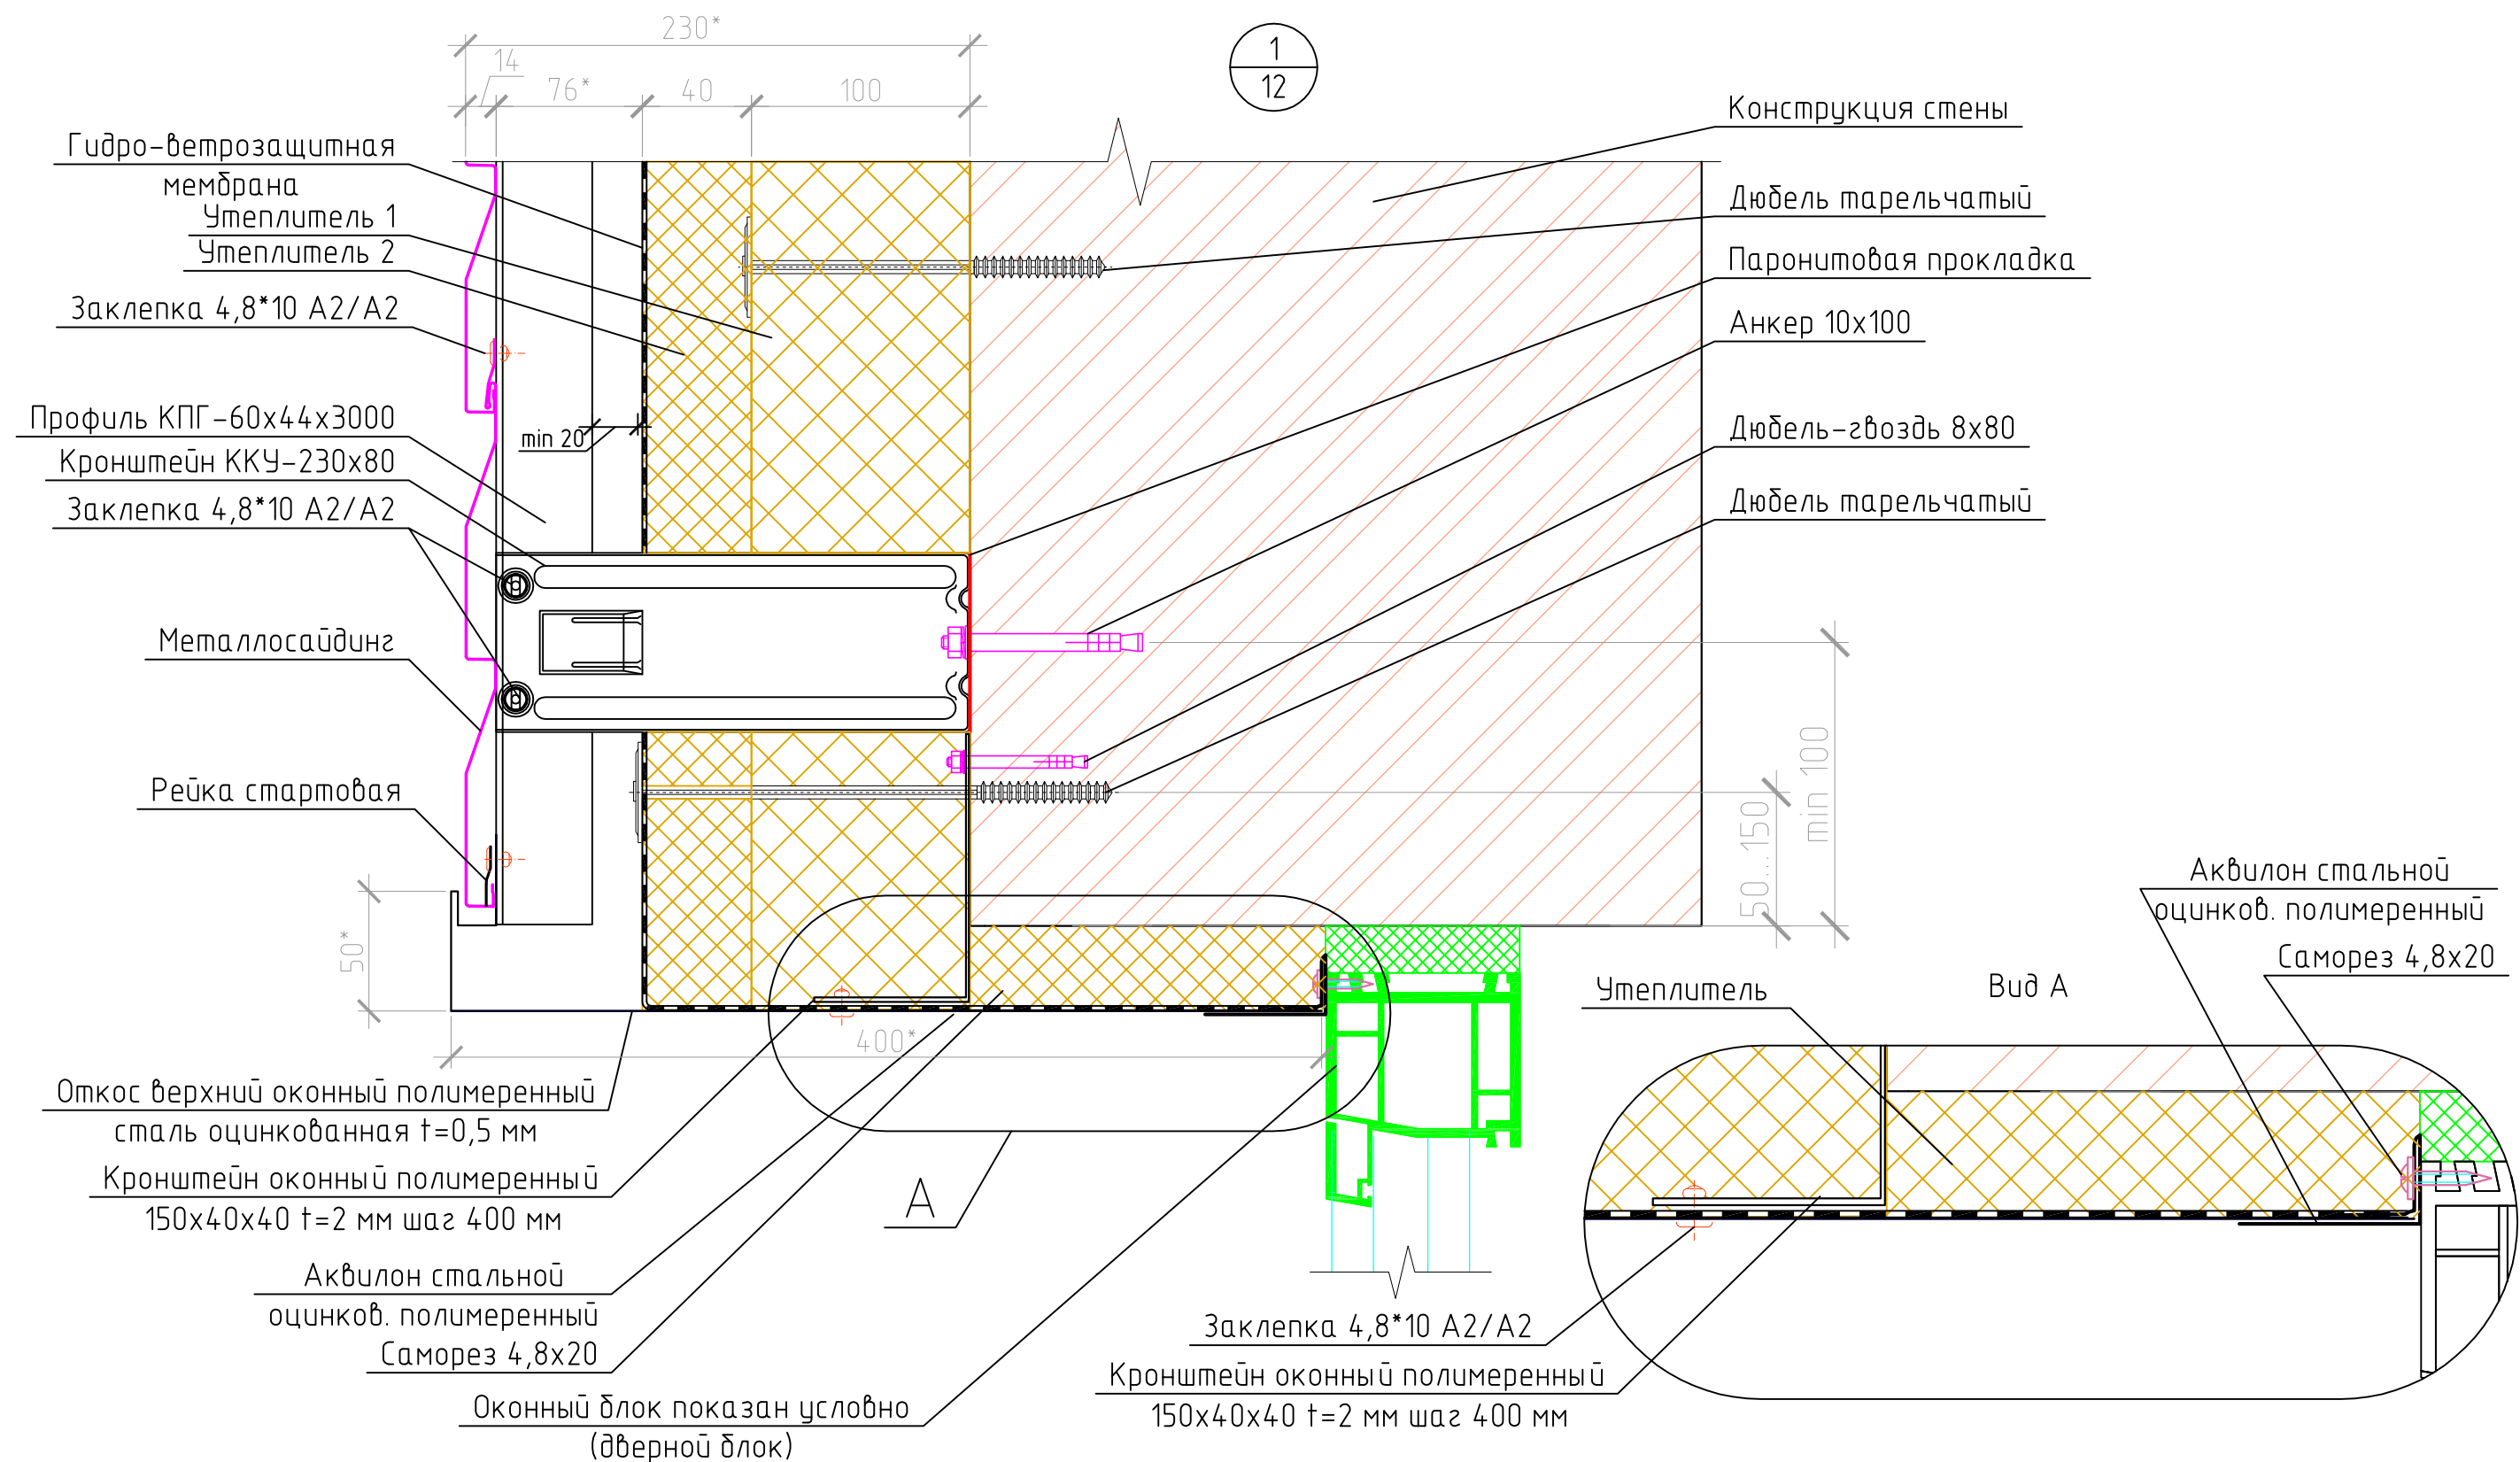 230*
14
76*
40
100
1
12
Гидро-ветрозащитная
мембрана
Утеплитель 1
Утеплитель 2
Заклепка 4,8*10 А2/А2
Профиль КПГ-60х44х3000
min 20
Кронштейн ККУ-230х80
Заклепка 4,8*10 А2/А2
Металлосайдинг
Рейка стартовая
50*
400*
Конструкция стены
Дюбель тарельчатый
Паронитовая прокладка
Анкер 10х100
Дюбель-гвоздь 8х80
Дюбель тарельчатый
50...150
min 100
Откос верхний оконный полимеренный
сталь оцинкованная t=0,5 мм
Кронштейн оконный полимеренный
150х40х40 t=2 мм шаг 400 мм
Аквилон стальной
оцинков. полимеренный
Саморез 4,8х20
Оконный блок показан условно
(дверной блок)
А
Аквилон стальной
оцинков. полимеренный
Саморез 4,8х20
Вид А
Утеплитель
Заклепка 4,8*10 А2/А2
Кронштейн оконный полимеренный
150х40х40 t=2 мм шаг 400 мм